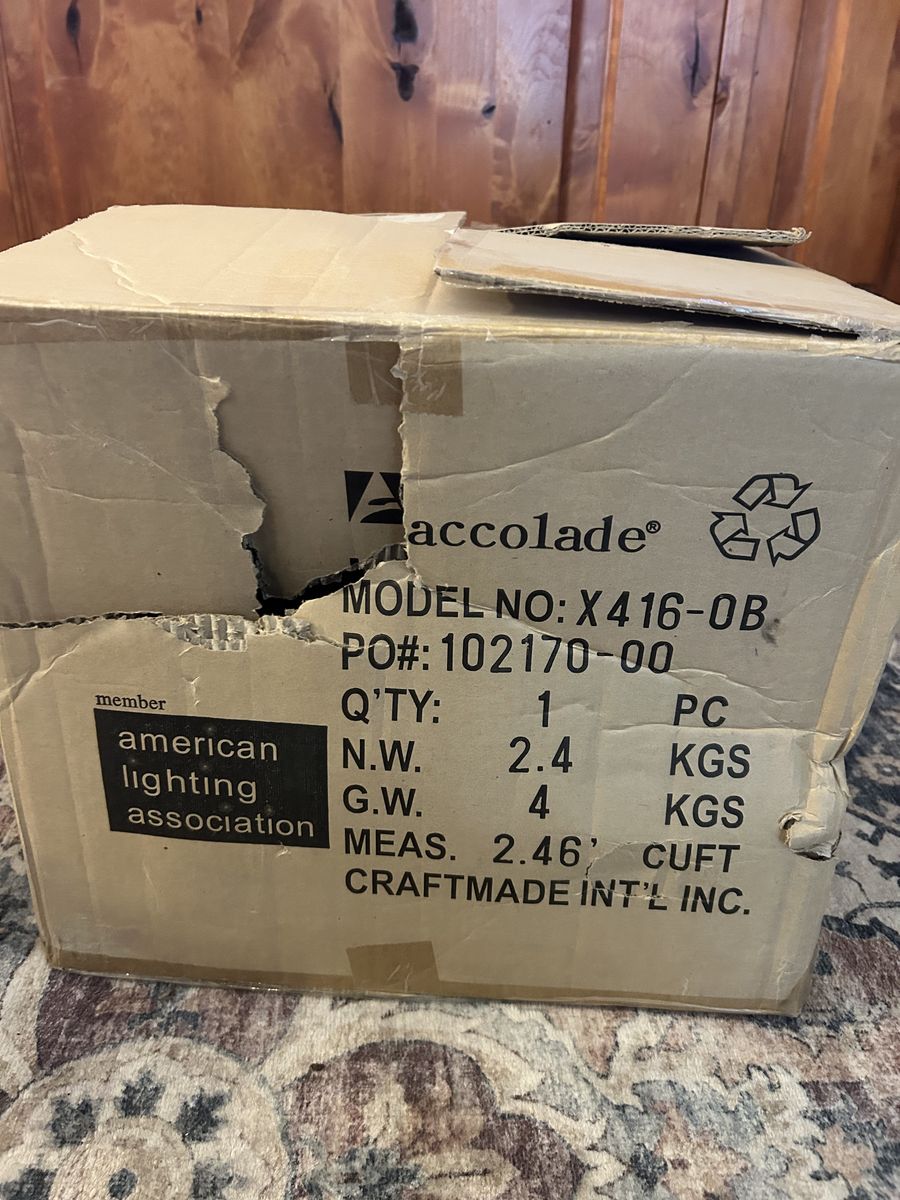 accolade®
MODEL NO: X416-OB
PO#: 102170-00
Q'TY: 1 PC
N.W. 2.4 KGS
G.W. 4 KGS
MEAS. 2.46' CUFT
CRAFTMADE INT'L INC.
member
american
lighting
association